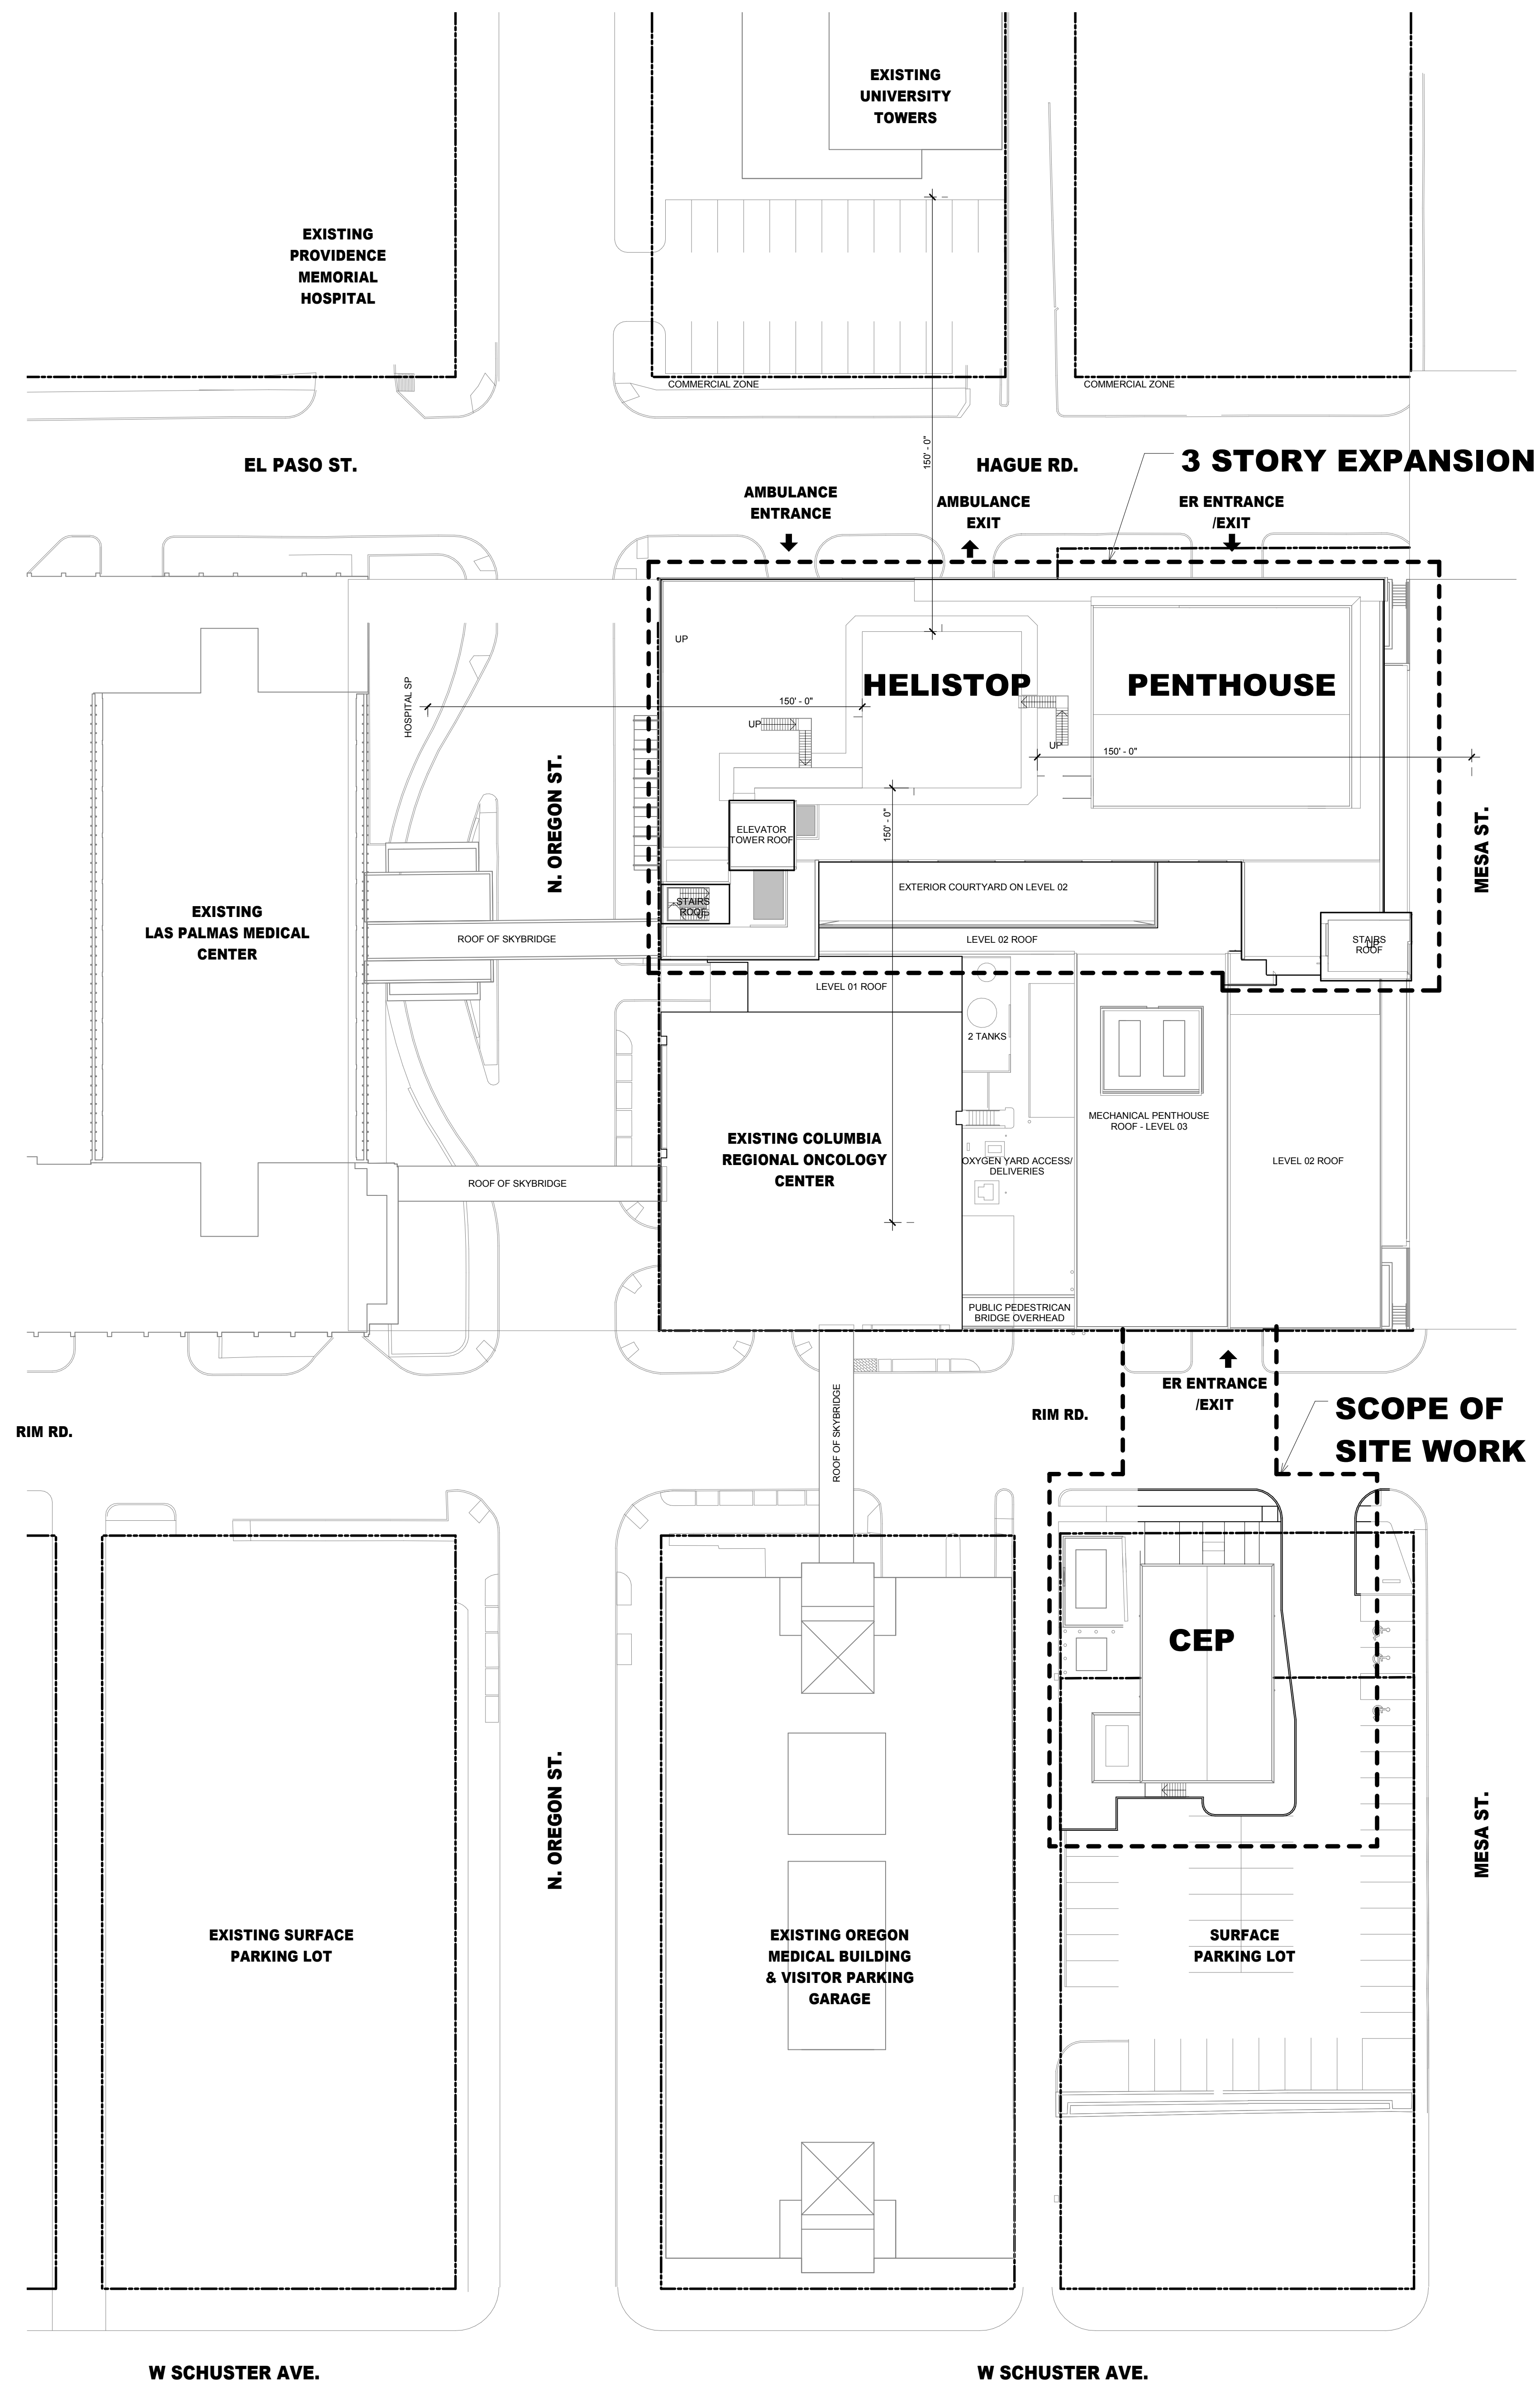 EXISTING
UNIVERSITY
TOWERS
EXISTING
PROVIDENCE
MEMORIAL
HOSPITAL
COMMERCIAL ZONE
COMMERCIAL ZONE
150' - 0"
EL PASO ST.
HAGUE RD.
3 STORY EXPANSION
AMBULANCE
ENTRANCE
AMBULANCE
EXIT
ER ENTRANCE
/EXIT
UP
HOSPITAL SP
HELISTOP
PENTHOUSE
150' - 0"
UP
UP
150' - 0"
N. OREGON ST.
MESA ST.
ELEVATOR
TOWER ROOF
150' - 0"
EXTERIOR COURTYARD ON LEVEL 02
STAIRS
ROOF
UP
EXISTING
LAS PALMAS MEDICAL
CENTER
ROOF OF SKYBRIDGE
LEVEL 02 ROOF
STAIRS
UP
ROOF
LEVEL 01 ROOF
2 TANKS
MECHANICAL PENTHOUSE
ROOF - LEVEL 03
EXISTING COLUMBIA
REGIONAL ONCOLOGY
CENTER
OXYGEN YARD ACCESS/
DELIVERIES
LEVEL 02 ROOF
ROOF OF SKYBRIDGE
PUBLIC PEDESTRICAN
BRIDGE OVERHEAD
ER ENTRANCE
/EXIT
ROOF OF SKYBRIDGE
RIM RD.
RIM RD.
SCOPE OF
SITE WORK
CEP
N. OREGON ST.
MESA ST.
EXISTING SURFACE
PARKING LOT
EXISTING OREGON
MEDICAL BUILDING
& VISITOR PARKING
GARAGE
SURFACE
PARKING LOT
W SCHUSTER AVE.
W SCHUSTER AVE.